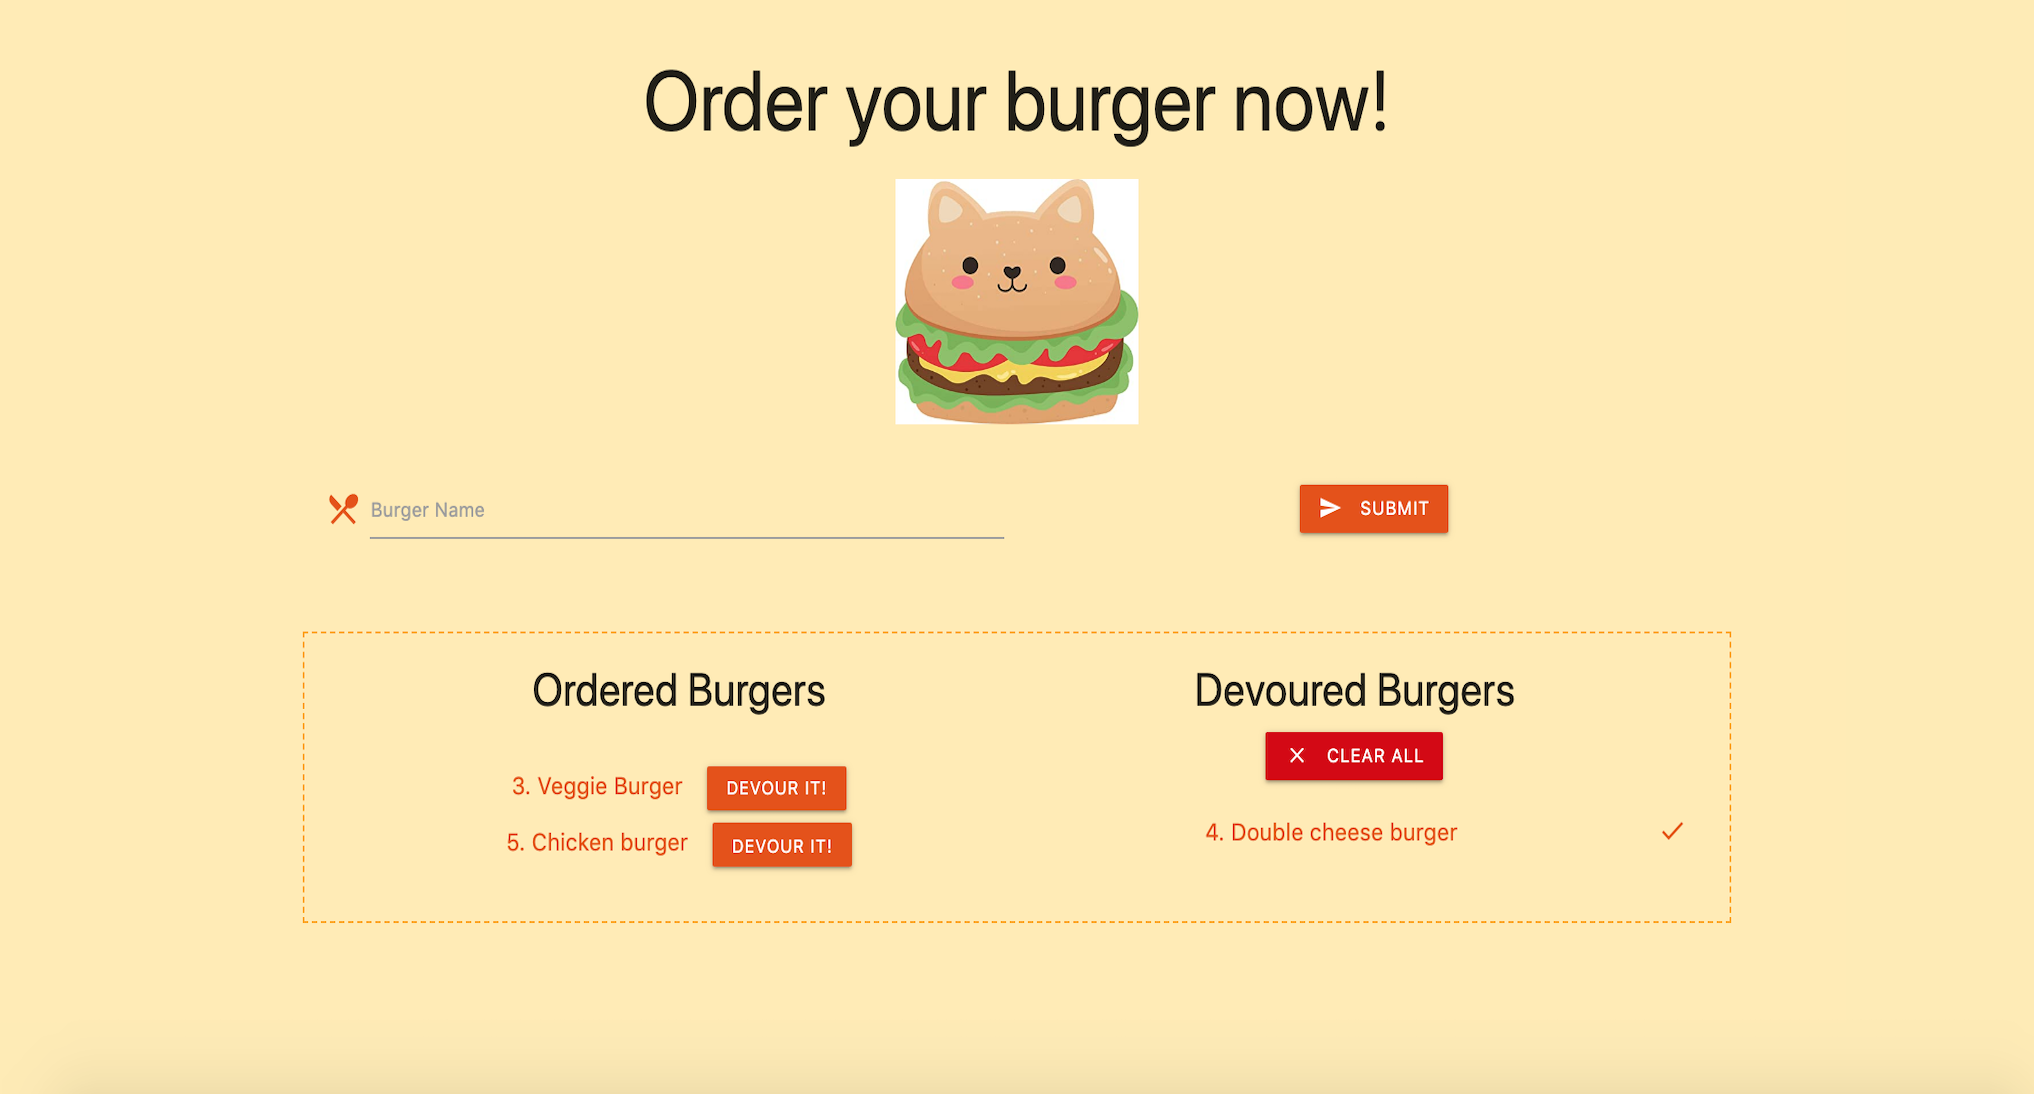 Order your burger now!
Burger Name
SUBMIT
Ordered Burgers
3. Veggie Burger DEVOUR IT!
5. Chicken burger DEVOUR IT!
Devoured Burgers
CLEAR ALL
4. Double cheese burger